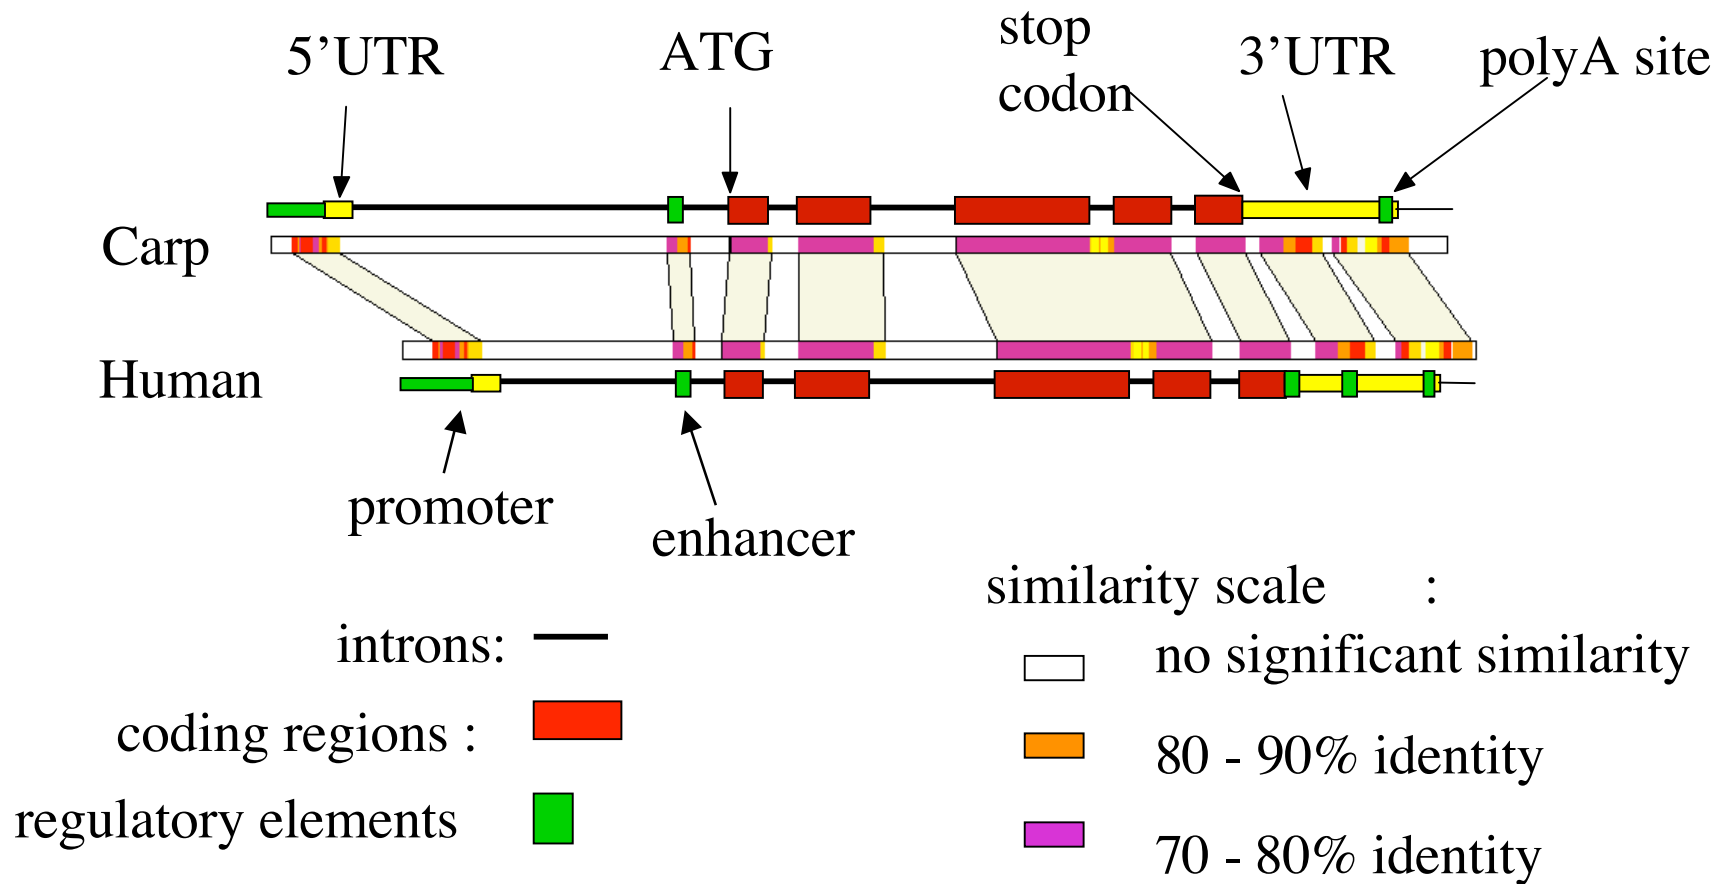 5’UTR
ATG
stop
codon
3’UTR
polyA site
Carp
Human
promoter
enhancer
similarity scale :
introns:
no significant similarity
coding regions :
80 - 90% identity
regulatory elements
70 - 80% identity